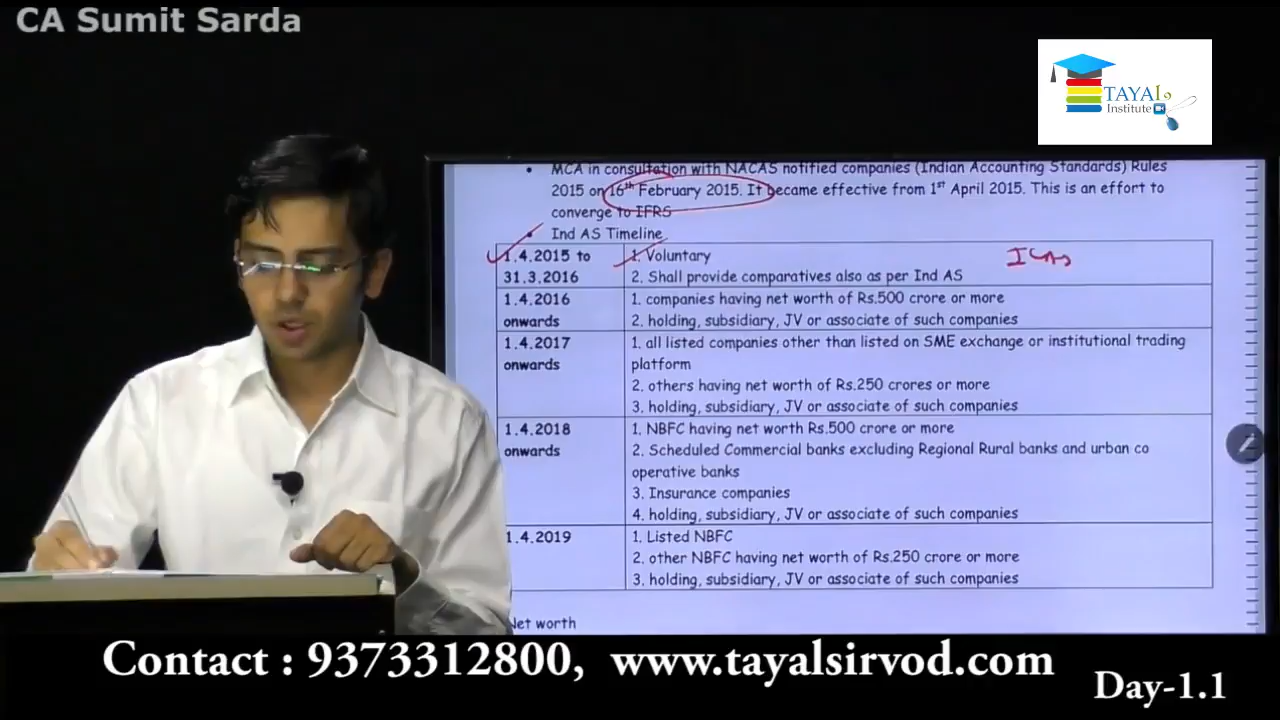 CA Sumit Sarda
TAYALs
Institute
• MCA in consultation with NACAS notified companies (Indian Accounting Standards) Rules
2015 on 16th February 2015. It became effective from 1st April 2015. This is an effort to
converge to IFRS
• Ind AS Timeline
1.4.2015 to 1. Voluntary
31.3.2016 2. Shall provide comparatives also as per Ind AS
1.4.2016 1. companies having net worth of Rs.500 crore or more
onwards 2. holding, subsidiary, JV or associate of such companies
1.4.2017 1. all listed companies other than listed on SME exchange or institutional trading
onwards platform
2. others having net worth of Rs.250 crores or more
3. holding, subsidiary, JV or associate of such companies
1.4.2018 1. NBFC having net worth Rs.500 crore or more
onwards 2. Scheduled Commercial banks excluding Regional Rural banks and urban co
operative banks
3. Insurance companies
4. holding, subsidiary, JV or associate of such companies
1.4.2019 1. Listed NBFC
2. other NBFC having net worth of Rs.250 crore or more
3. holding, subsidiary, JV or associate of such companies
Net worth
Contact : 9373312800, www.tayalsirvod.com
Day-1.1